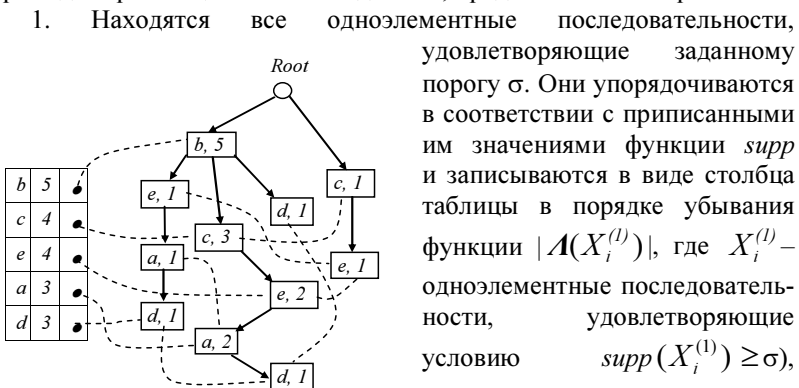 1. Находятся все одноэлементные последовательности,
удовлетворяющие заданному
порогу σ. Они упорядочиваются
в соответствии с приписанными
им значениями функции supp
и записываются в виде столбца
таблицы в порядке убывания
функции |Λ(X_i^{(1)})|, где X_i^{(1)} –
одноэлементные последователь-
ности, удовлетворяющие
условию supp(X_i^{(1)}) ≥σ),
Root
b, 5
b 5
e, 1
c, 1
d, 1
c 4
c, 3
e 4
a, 1
e, 1
a 3
e, 2
d 3
d, 1
a, 2
d, 1